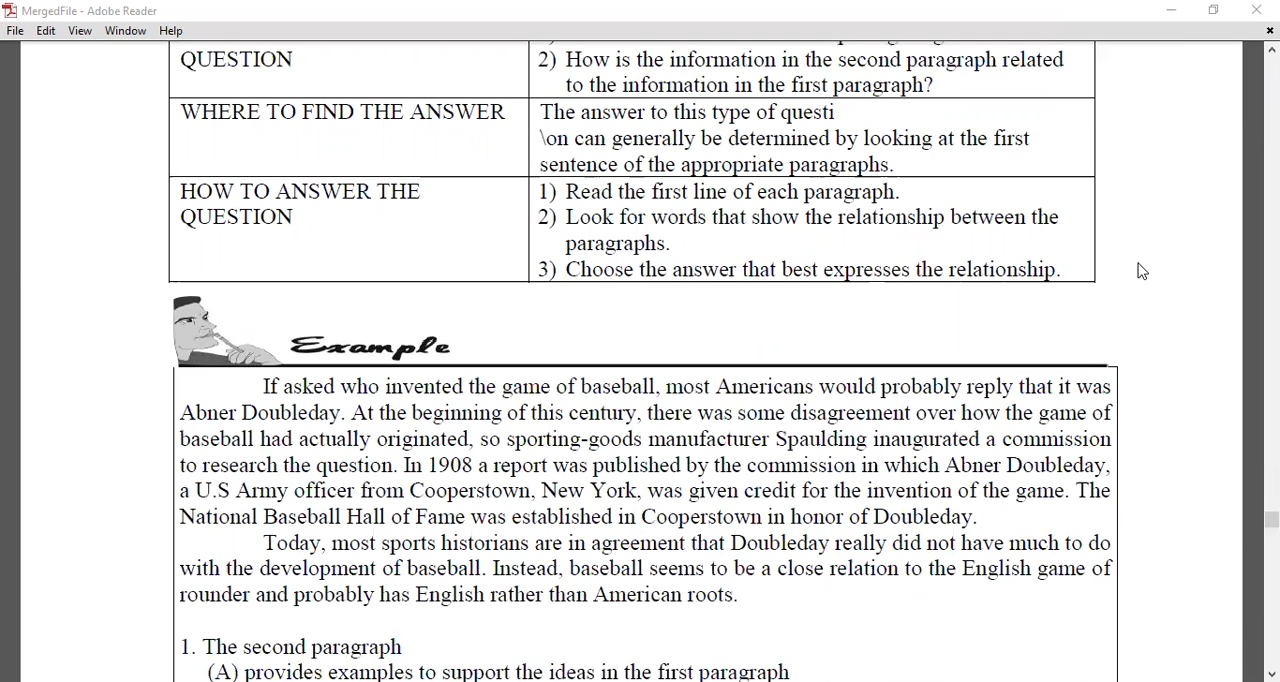 MergedFile - Adobe Reader
File Edit View Window Help
QUESTION
2) How is the information in the second paragraph related
to the information in the first paragraph?
WHERE TO FIND THE ANSWER
The answer to this type of questi
\on can generally be determined by looking at the first
sentence of the appropriate paragraphs.
HOW TO ANSWER THE
QUESTION
1) Read the first line of each paragraph.
2) Look for words that show the relationship between the
paragraphs.
3) Choose the answer that best expresses the relationship.
Example
If asked who invented the game of baseball, most Americans would probably reply that it was
Abner Doubleday. At the beginning of this century, there was some disagreement over how the game of
baseball had actually originated, so sporting-goods manufacturer Spaulding inaugurated a commission
to research the question. In 1908 a report was published by the commission in which Abner Doubleday,
a U.S Army officer from Cooperstown, New York, was given credit for the invention of the game. The
National Baseball Hall of Fame was established in Cooperstown in honor of Doubleday.
Today, most sports historians are in agreement that Doubleday really did not have much to do
with the development of baseball. Instead, baseball seems to be a close relation to the English game of
rounder and probably has English rather than American roots.
1. The second paragraph
(A) provides examples to support the ideas in the first paragraph